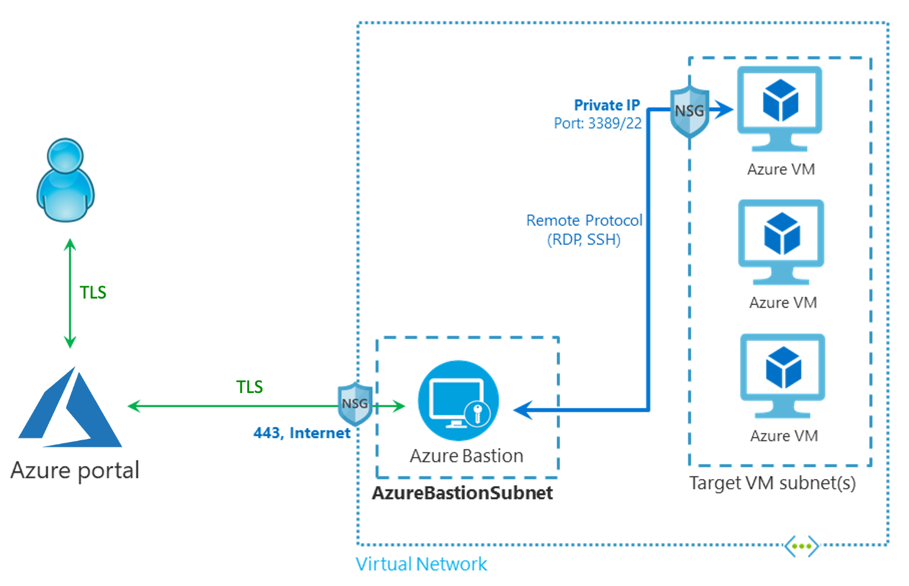 Private IP
Port: 3389/22
NSG
Azure VM
Remote Protocol
(RDP, SSH)
Azure VM
TLS
TLS
NSG
443, Internet
Azure VM
Azure portal
Azure Bastion
AzureBastionSubnet
Target VM subnet(s)
Virtual Network